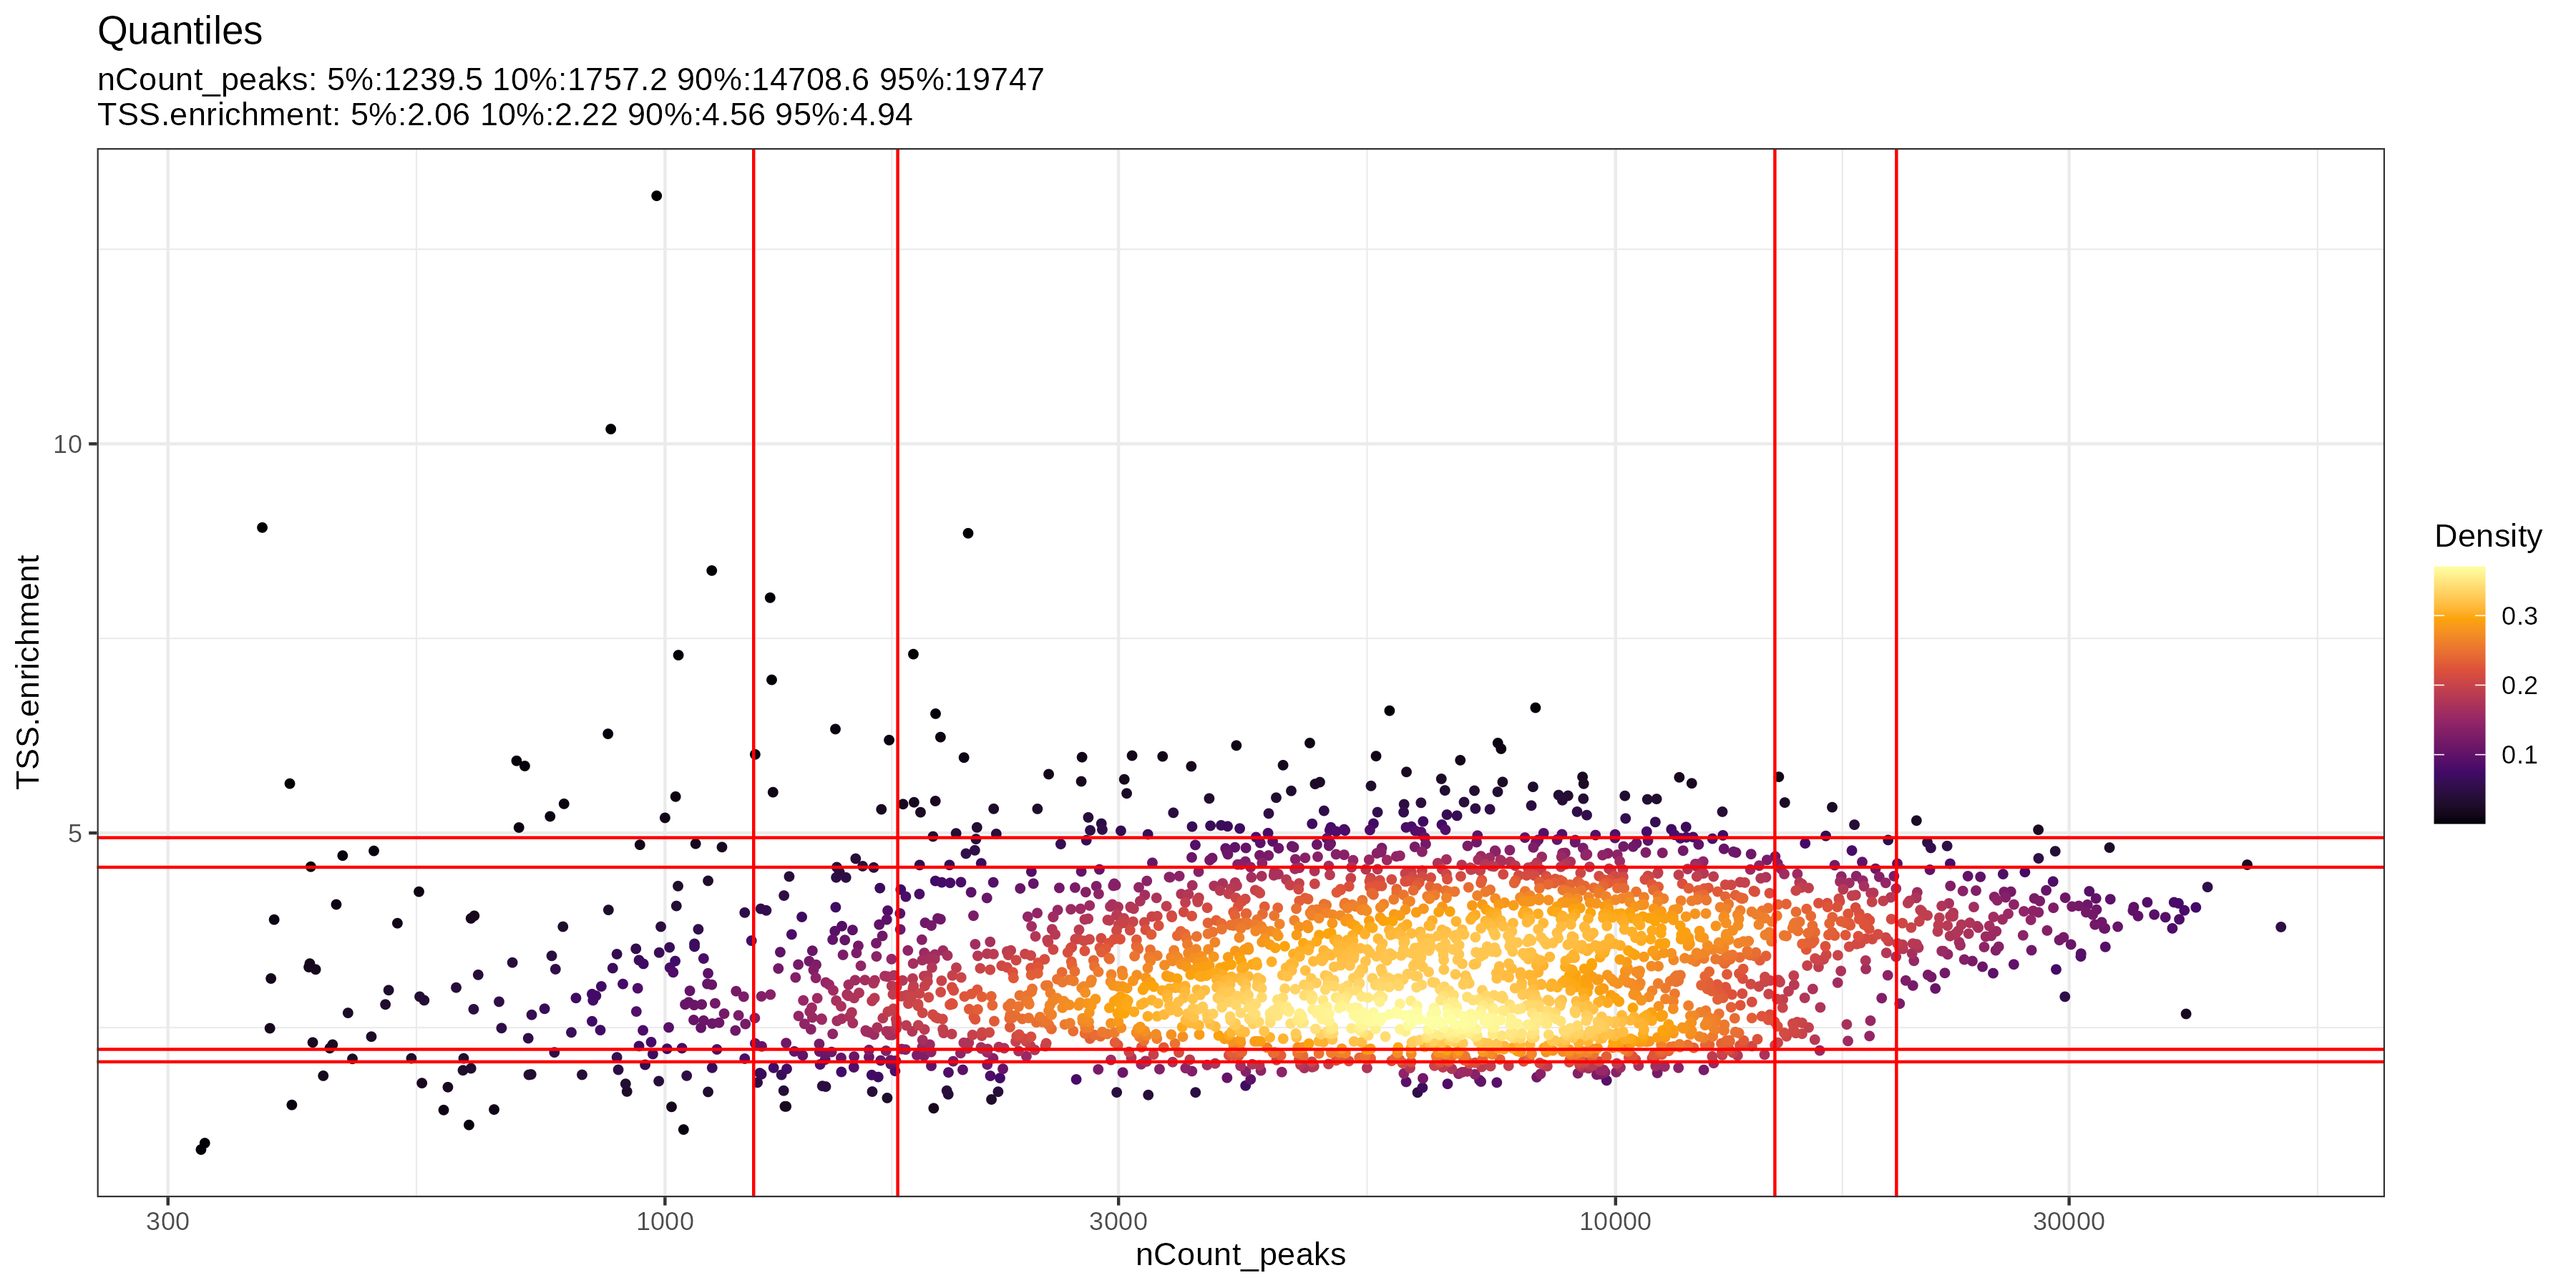 Quantiles
nCount_peaks: 5%:1239.5 10%:1757.2 90%:14708.6 95%:19747
TSS.enrichment: 5%:2.06 10%:2.22 90%:4.56 95%:4.94
10
5
TSS.enrichment
300 1000 3000 10000 30000
nCount_peaks
Density
0.3
0.2
0.1